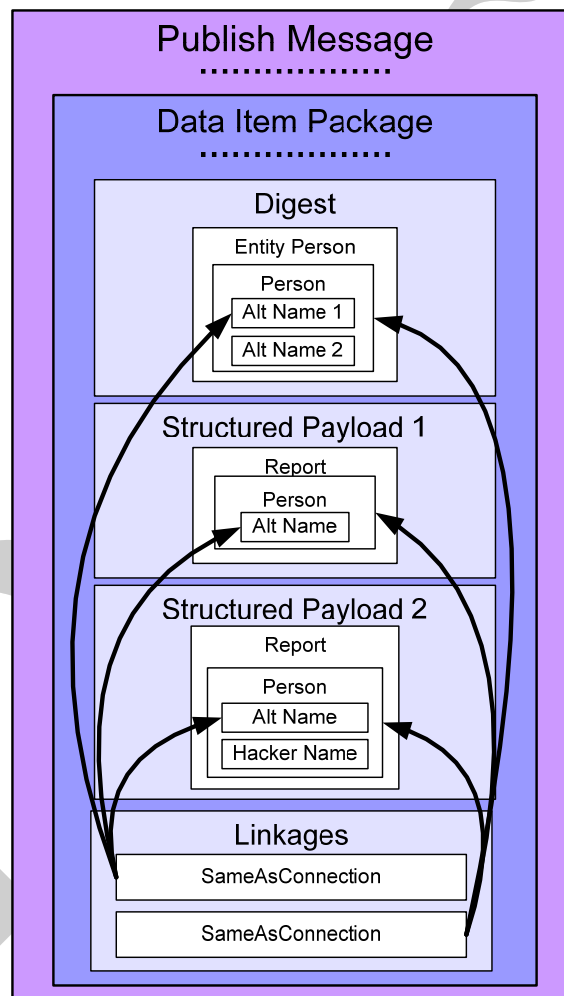 Publish Message
Data Item Package
Digest
Entity Person
Person
Alt Name 1
Alt Name 2
Structured Payload 1
Report
Person
Alt Name
Structured Payload 2
Report
Person
Alt Name
Hacker Name
Linkages
SameAsConnection
SameAsConnection